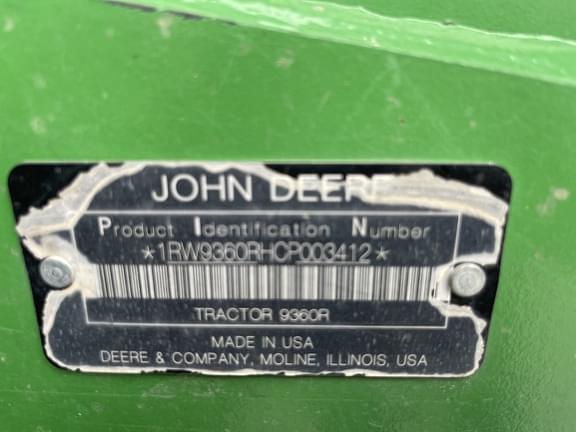 JOHN DEERE
Product Identification Number
*1RW9360RHCP003412*
TRACTOR 9360R
MADE IN USA
DEERE & COMPANY, MOLINE, ILLINOIS, USA